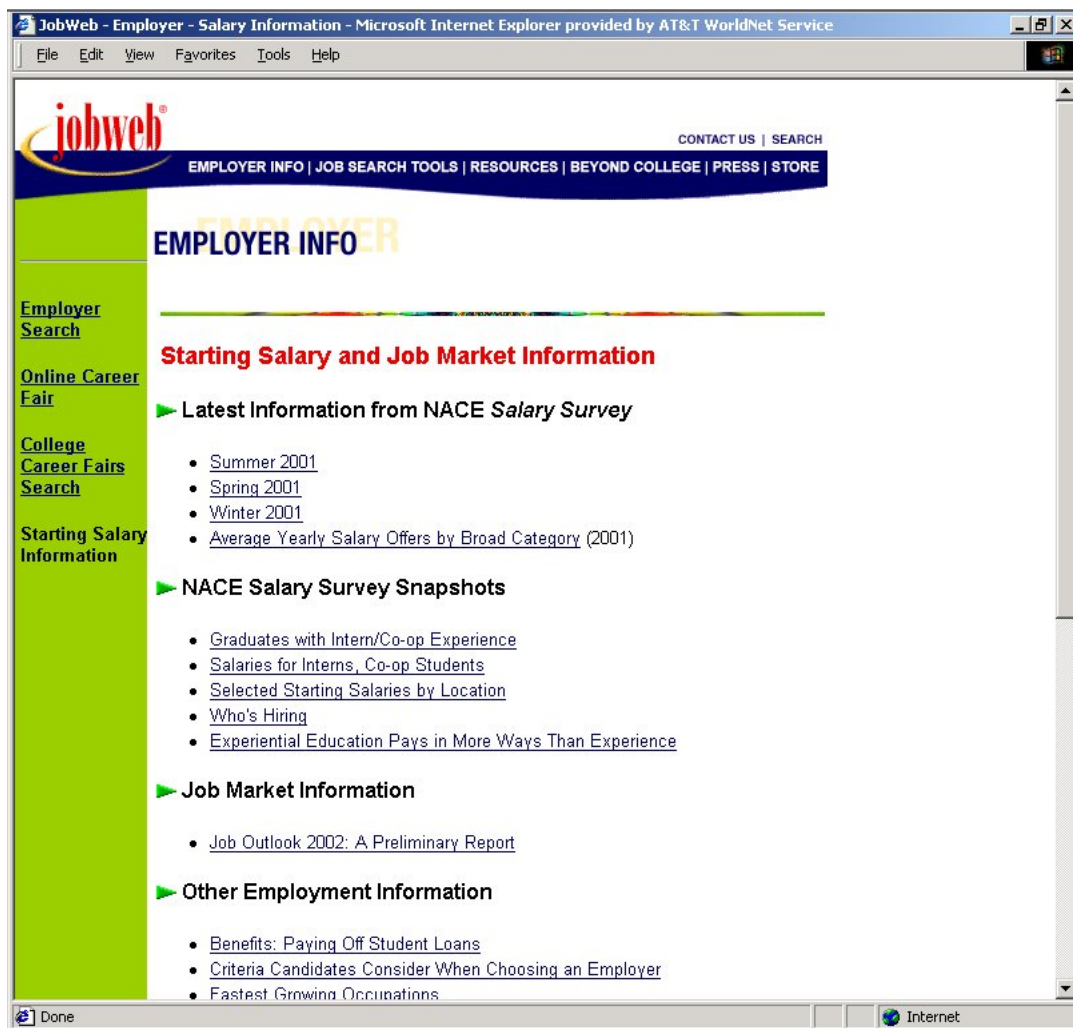 JobWeb - Employer - Salary Information - Microsoft Internet Explorer provided by AT&T WorldNet Service
File Edit View Favorites Tools Help
jobweb®
CONTACT US | SEARCH
EMPLOYER INFO | JOB SEARCH TOOLS | RESOURCES | BEYOND COLLEGE | PRESS | STORE
EMPLOYER
EMPLOYER INFO
Employer
Search
Online Career
Fair
College
Career Fairs
Search
Starting Salary
Information
Starting Salary and Job Market Information
Latest Information from NACE Salary Survey
• Summer 2001
• Spring 2001
• Winter 2001
• Average Yearly Salary Offers by Broad Category (2001)
NACE Salary Survey Snapshots
• Graduates with Intern/Co-op Experience
• Salaries for Interns, Co-op Students
• Selected Starting Salaries by Location
• Who's Hiring
• Experiential Education Pays in More Ways Than Experience
Job Market Information
• Job Outlook 2002: A Preliminary Report
Other Employment Information
• Benefits: Paying Off Student Loans
• Criteria Candidates Consider When Choosing an Employer
• Fastest Growing Occupations
Done
Internet